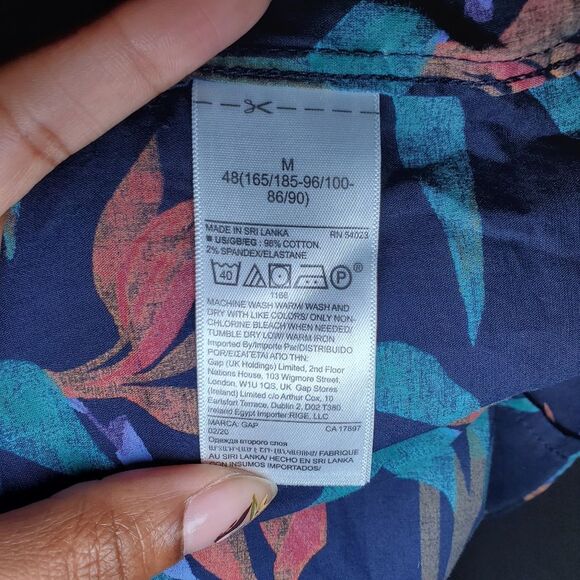 M
48(165/185-96/100-
86/90)
MADE IN SRI LANKA RN 54023
■ US/GB/EG : 98% COTTON
2% SPANDEX/ELASTANE
40 P ®
1166
MACHINE WASH WARM/ WASH AND
DRY WITH LIKE COLORS/ ONLY NON-
CHLORINE BLEACH WHEN NEEDED/
TUMBLE DRY LOW/ WARM IRON
Imported By/Importe Par/DISTRIBUIDO
POR/ΕΙΣΑΓΕΤΑΙ ΑΠΟ ΤΗΝ:
Gap (UK Holdings) Limited, 2nd Floor
Nations House, 103 Wigmore Street,
London, W1U 1QS, UK Gap Stores
(Ireland) Limited c/o Arthur Cox, 10
Earlsfort Terrace, Dublin 2, D02 T380,
Ireland Egypt Importer:RIGE, LLC
MARCA: GAP CA 17897
02/20
Одежда второго слоя
FABRIQUE
AU SRI LANKA/ HECHO EN SRI LANKA
CON INSUMOS IMPORTADOS/